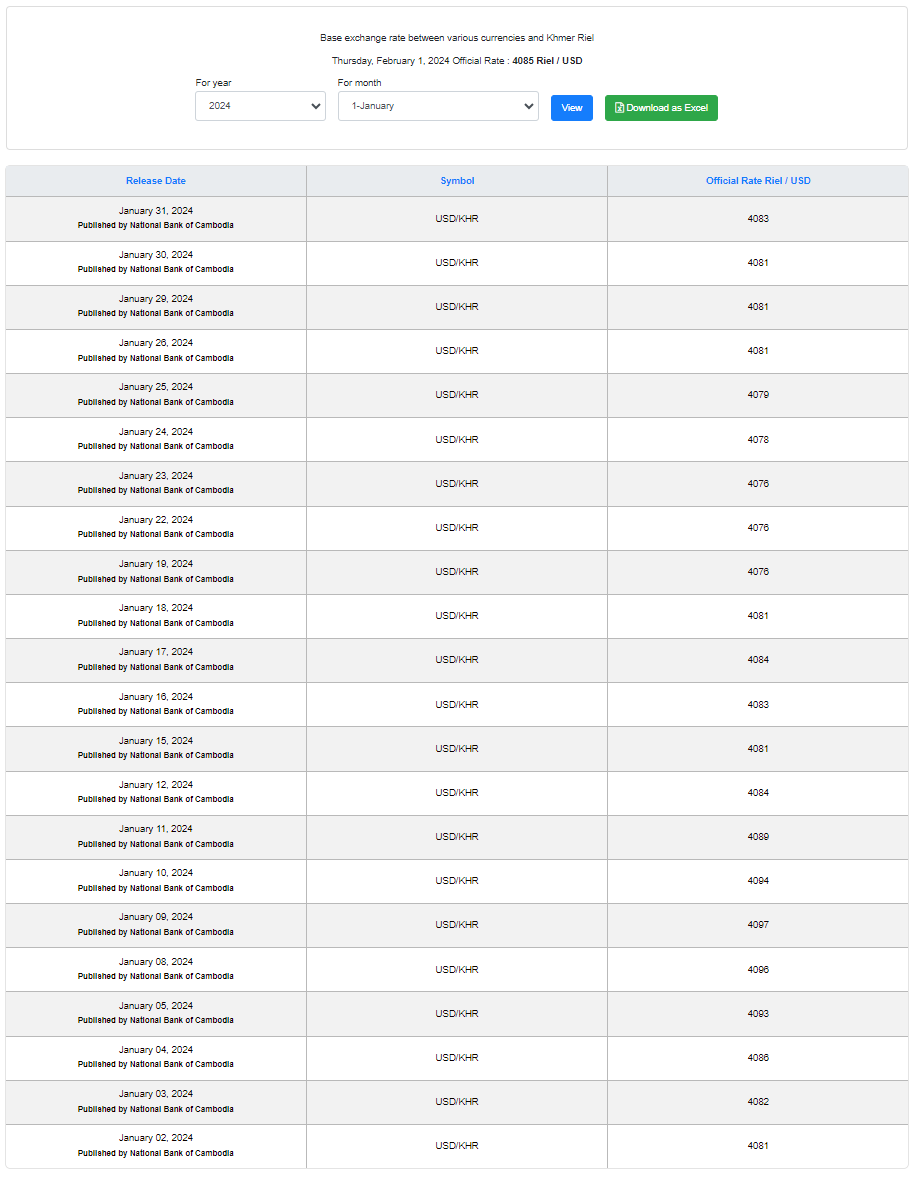 Base exchange rate between various currencies and Khmer Riel
Thursday, February 1, 2024 Official Rate : 4085 Riel / USD
For year For month
2024 1-January View Download as Excel
Release Date Symbol Official Rate Riel / USD
January 31, 2024
Published by National Bank of Cambodia
USD/KHR 4083
January 30, 2024
Published by National Bank of Cambodia
USD/KHR 4081
January 29, 2024
Published by National Bank of Cambodia
USD/KHR 4081
January 26, 2024
Published by National Bank of Cambodia
USD/KHR 4081
January 25, 2024
Published by National Bank of Cambodia
USD/KHR 4079
January 24, 2024
Published by National Bank of Cambodia
USD/KHR 4078
January 23, 2024
Published by National Bank of Cambodia
USD/KHR 4076
January 22, 2024
Published by National Bank of Cambodia
USD/KHR 4076
January 19, 2024
Published by National Bank of Cambodia
USD/KHR 4076
January 18, 2024
Published by National Bank of Cambodia
USD/KHR 4081
January 17, 2024
Published by National Bank of Cambodia
USD/KHR 4084
January 16, 2024
Published by National Bank of Cambodia
USD/KHR 4083
January 15, 2024
Published by National Bank of Cambodia
USD/KHR 4081
January 12, 2024
Published by National Bank of Cambodia
USD/KHR 4084
January 11, 2024
Published by National Bank of Cambodia
USD/KHR 4089
January 10, 2024
Published by National Bank of Cambodia
USD/KHR 4094
January 09, 2024
Published by National Bank of Cambodia
USD/KHR 4097
January 08, 2024
Published by National Bank of Cambodia
USD/KHR 4096
January 05, 2024
Published by National Bank of Cambodia
USD/KHR 4093
January 04, 2024
Published by National Bank of Cambodia
USD/KHR 4086
January 03, 2024
Published by National Bank of Cambodia
USD/KHR 4082
January 02, 2024
Published by National Bank of Cambodia
USD/KHR 4081